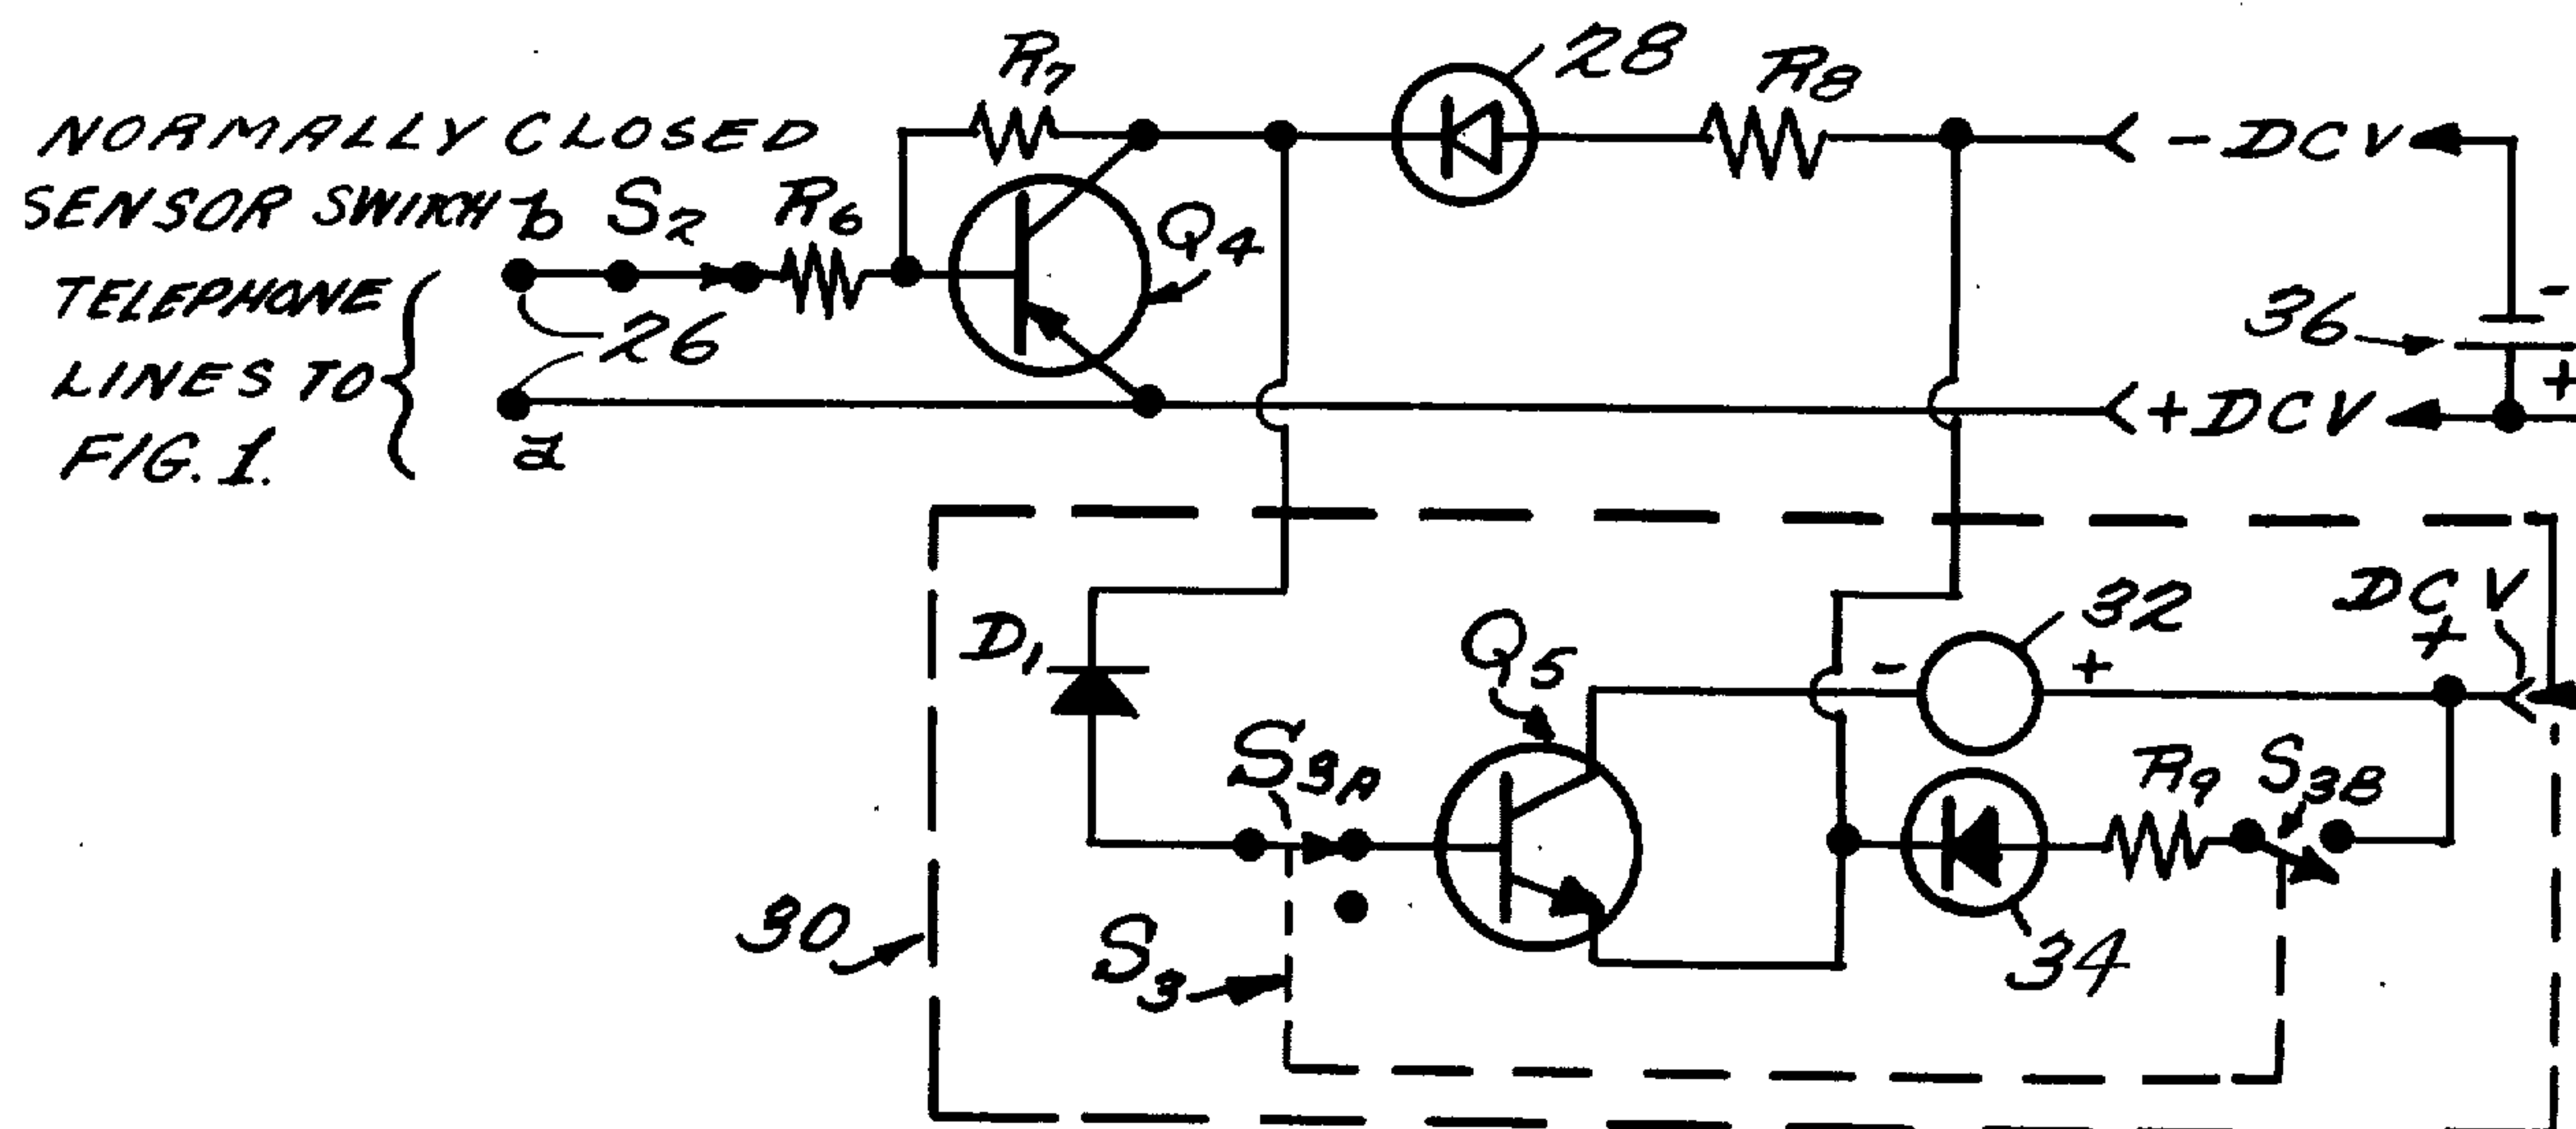 R7
28
R8
NORMALLY CLOSED
- DCV
SENSOR SWITCH b S2 R6 Q4
-
TELEPHONE
26
36
LINES TO
+ DCV
+
FIG. 1.
a
D1
Q5
32
DCV
- + +
S3A
R9 S3B
30
S3
34